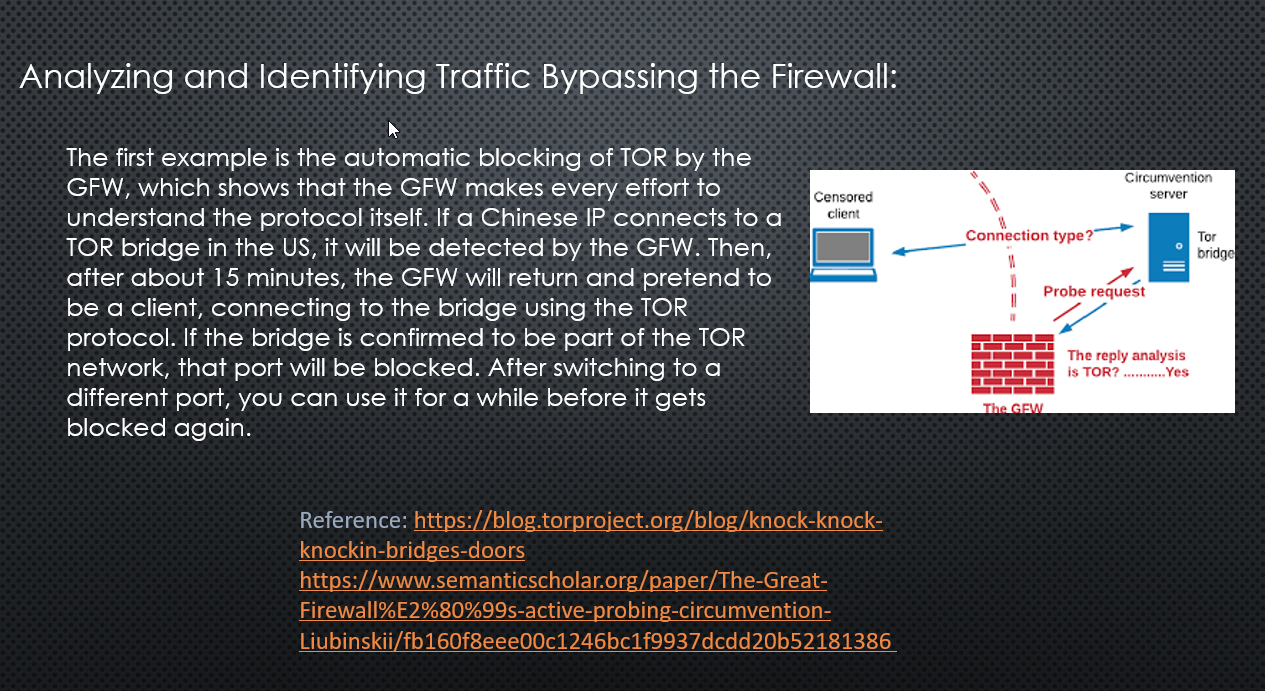 Analyzing and Identifying Traffic Bypassing the Firewall:
The first example is the automatic blocking of TOR by the
GFW, which shows that the GFW makes every effort to
understand the protocol itself. If a Chinese IP connects to a
TOR bridge in the US, it will be detected by the GFW. Then,
after about 15 minutes, the GFW will return and pretend to
be a client, connecting to the bridge using the TOR
protocol. If the bridge is confirmed to be part of the TOR
network, that port will be blocked. After switching to a
different port, you can use it for a while before it gets
blocked again.
Censored
client
Circumvention
server
Connection type?
Tor
bridge
Probe request
The reply analysis
is TOR? ...........Yes
The GFW
Reference: https://blog.torproject.org/blog/knock-knock-
knockin-bridges-doors
https://www.semanticscholar.org/paper/The-Great-
Firewall%E2%80%99s-active-probing-circumvention-
Liubinskii/fb160f8eee00c1246bc1f9937dcdd20b52181386